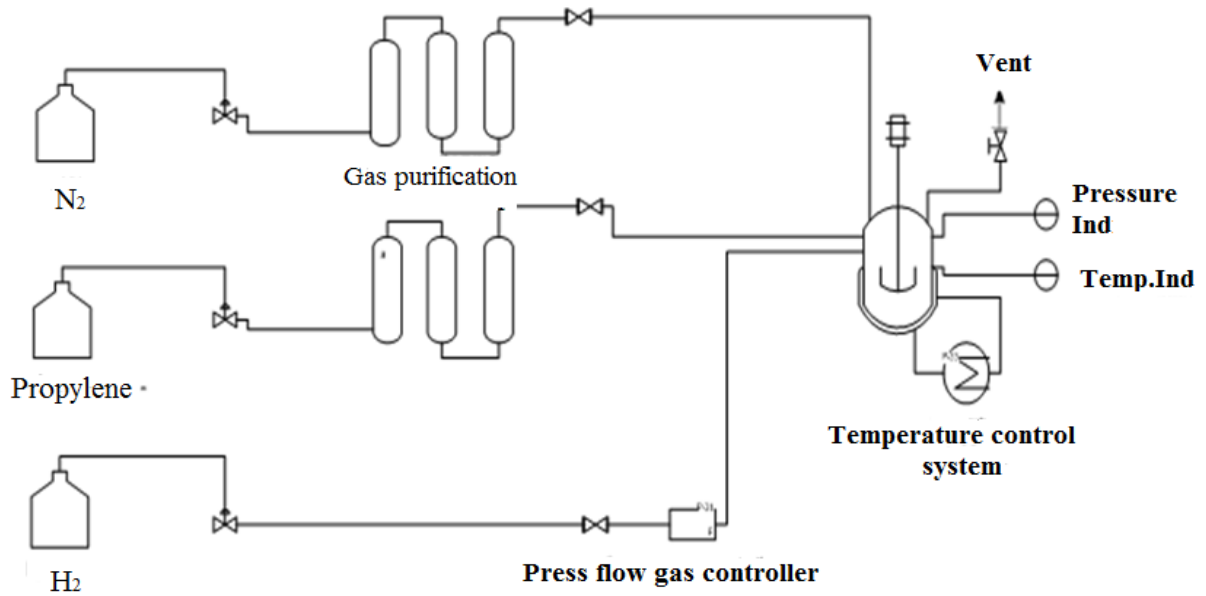 Vent
Gas purification
N2
Pressure
Ind
Temp.Ind
Propylene
Temperature control
system
Press flow gas controller
H2